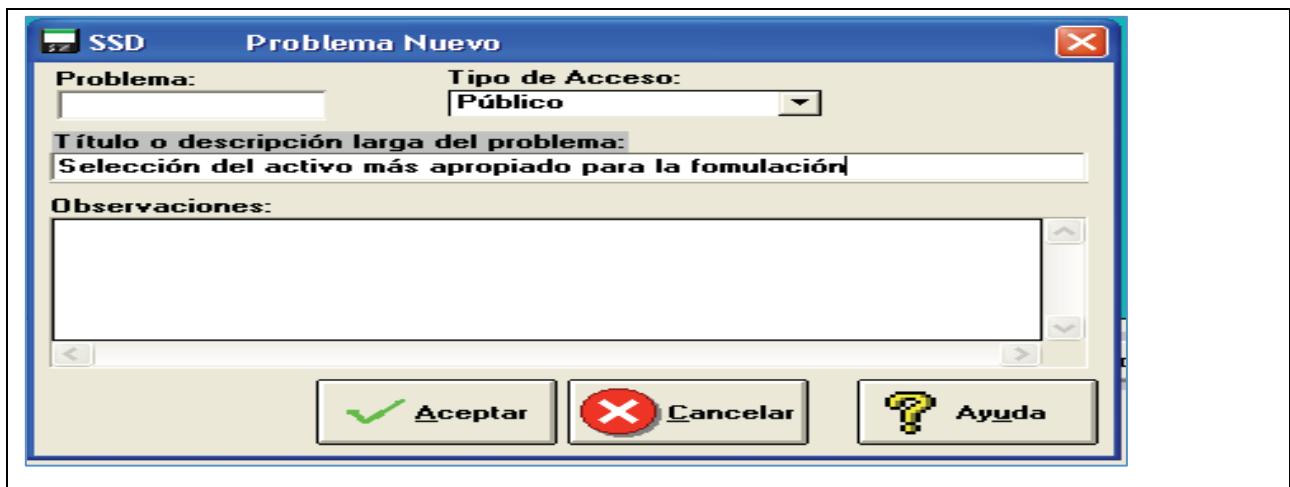 SSD Problema Nuevo
Problema: Tipo de Acceso:
Público
Título o descripción larga del problema:
Selección del activo más apropiado para la fomulación
Observaciones:
Aceptar Cancelar Ayuda